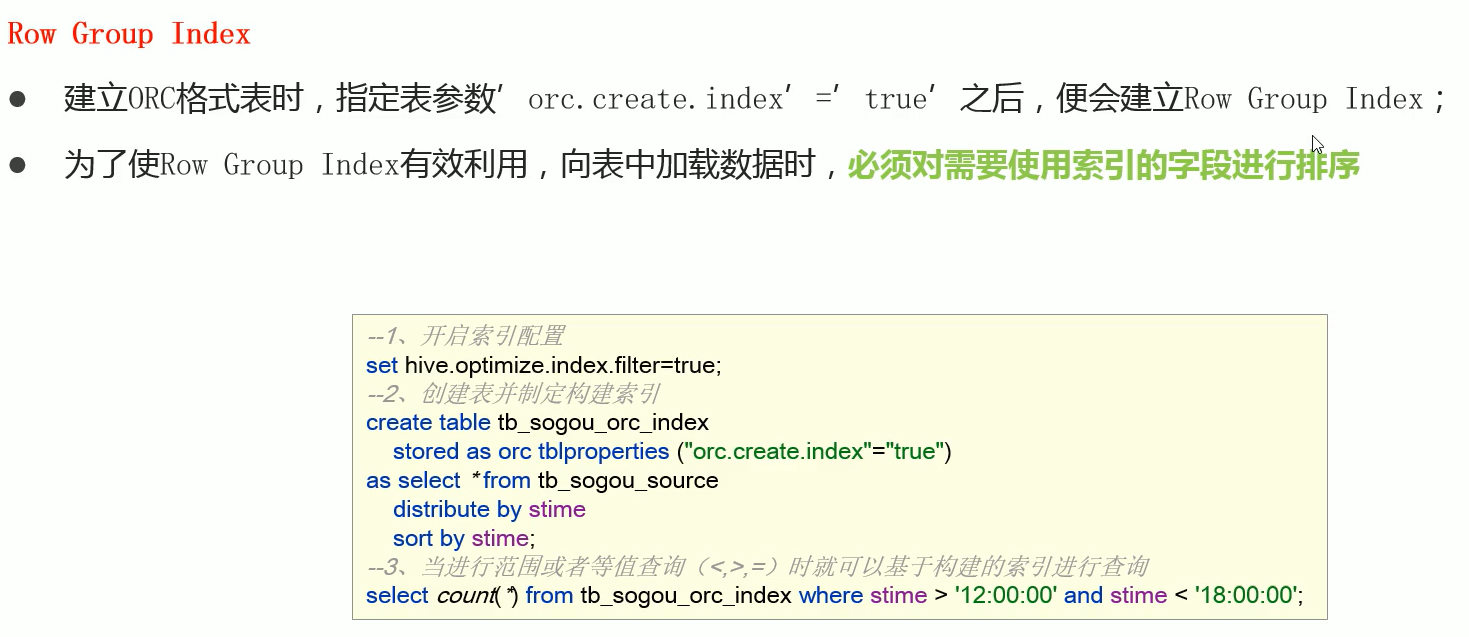 Row Group Index
● 建立ORC格式表时，指定表参数’orc.create.index’=’true’之后，便会建立Row Group Index；
● 为了使Row Group Index有效利用，向表中加载数据时，必须对需要使用索引的字段进行排序
--1、开启索引配置
set hive.optimize.index.filter=true;
--2、创建表并制定构建索引
create table tb_sogou_orc_index
stored as orc tblproperties ("orc.create.index"="true")
as select *from tb_sogou_source
distribute by stime
sort by stime;
--3、当进行范围或者等值查询（<,>,=）时就可以基于构建的索引进行查询
select count(*) from tb_sogou_orc_index where stime > '12:00:00' and stime < '18:00:00';